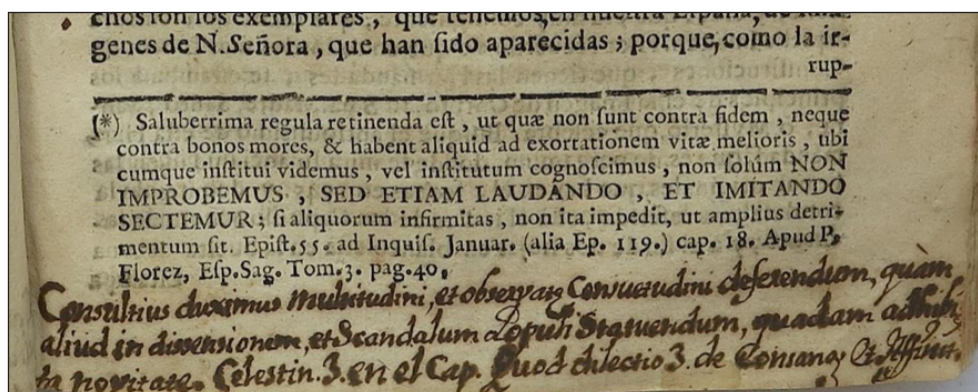 chos son los exemplares, que tenemos en nuestra España, de Imagenes
genes de N.Señora, que han sido aparecidas; porque, como la ir-
rup-
(*) Saluberrima regula retinenda est, ut quæ non sunt contra fidem, neque
contra bonos mores, & habent aliquid ad exortationem vitæ melioris, ubi
cumque institui videmus, vel institutum cognoscimus, non solúm NON
IMPROBEMUS, SED ETIAM LAUDANDO, ET IMITANDO
SECTEMUR; si aliquorum infirmitas, non ita impedit, ut amplius detri-
mentum sit. Epist.55. ad Inquis. Januar. (alia Ep. 119.) cap. 18. Apud P.
Florez, Esp.Sag. Tom.3. pag.40.
Consultius duximus multitudini, et observatæ Consuetudini deferendum, quàm
aliud in dissensionem, et Scandalum Populi Statuendum, quadam adhibi-
ta novitate. Celestin. 3. en el Cap. Quod dilectio 3. de Consang. et Affinit.